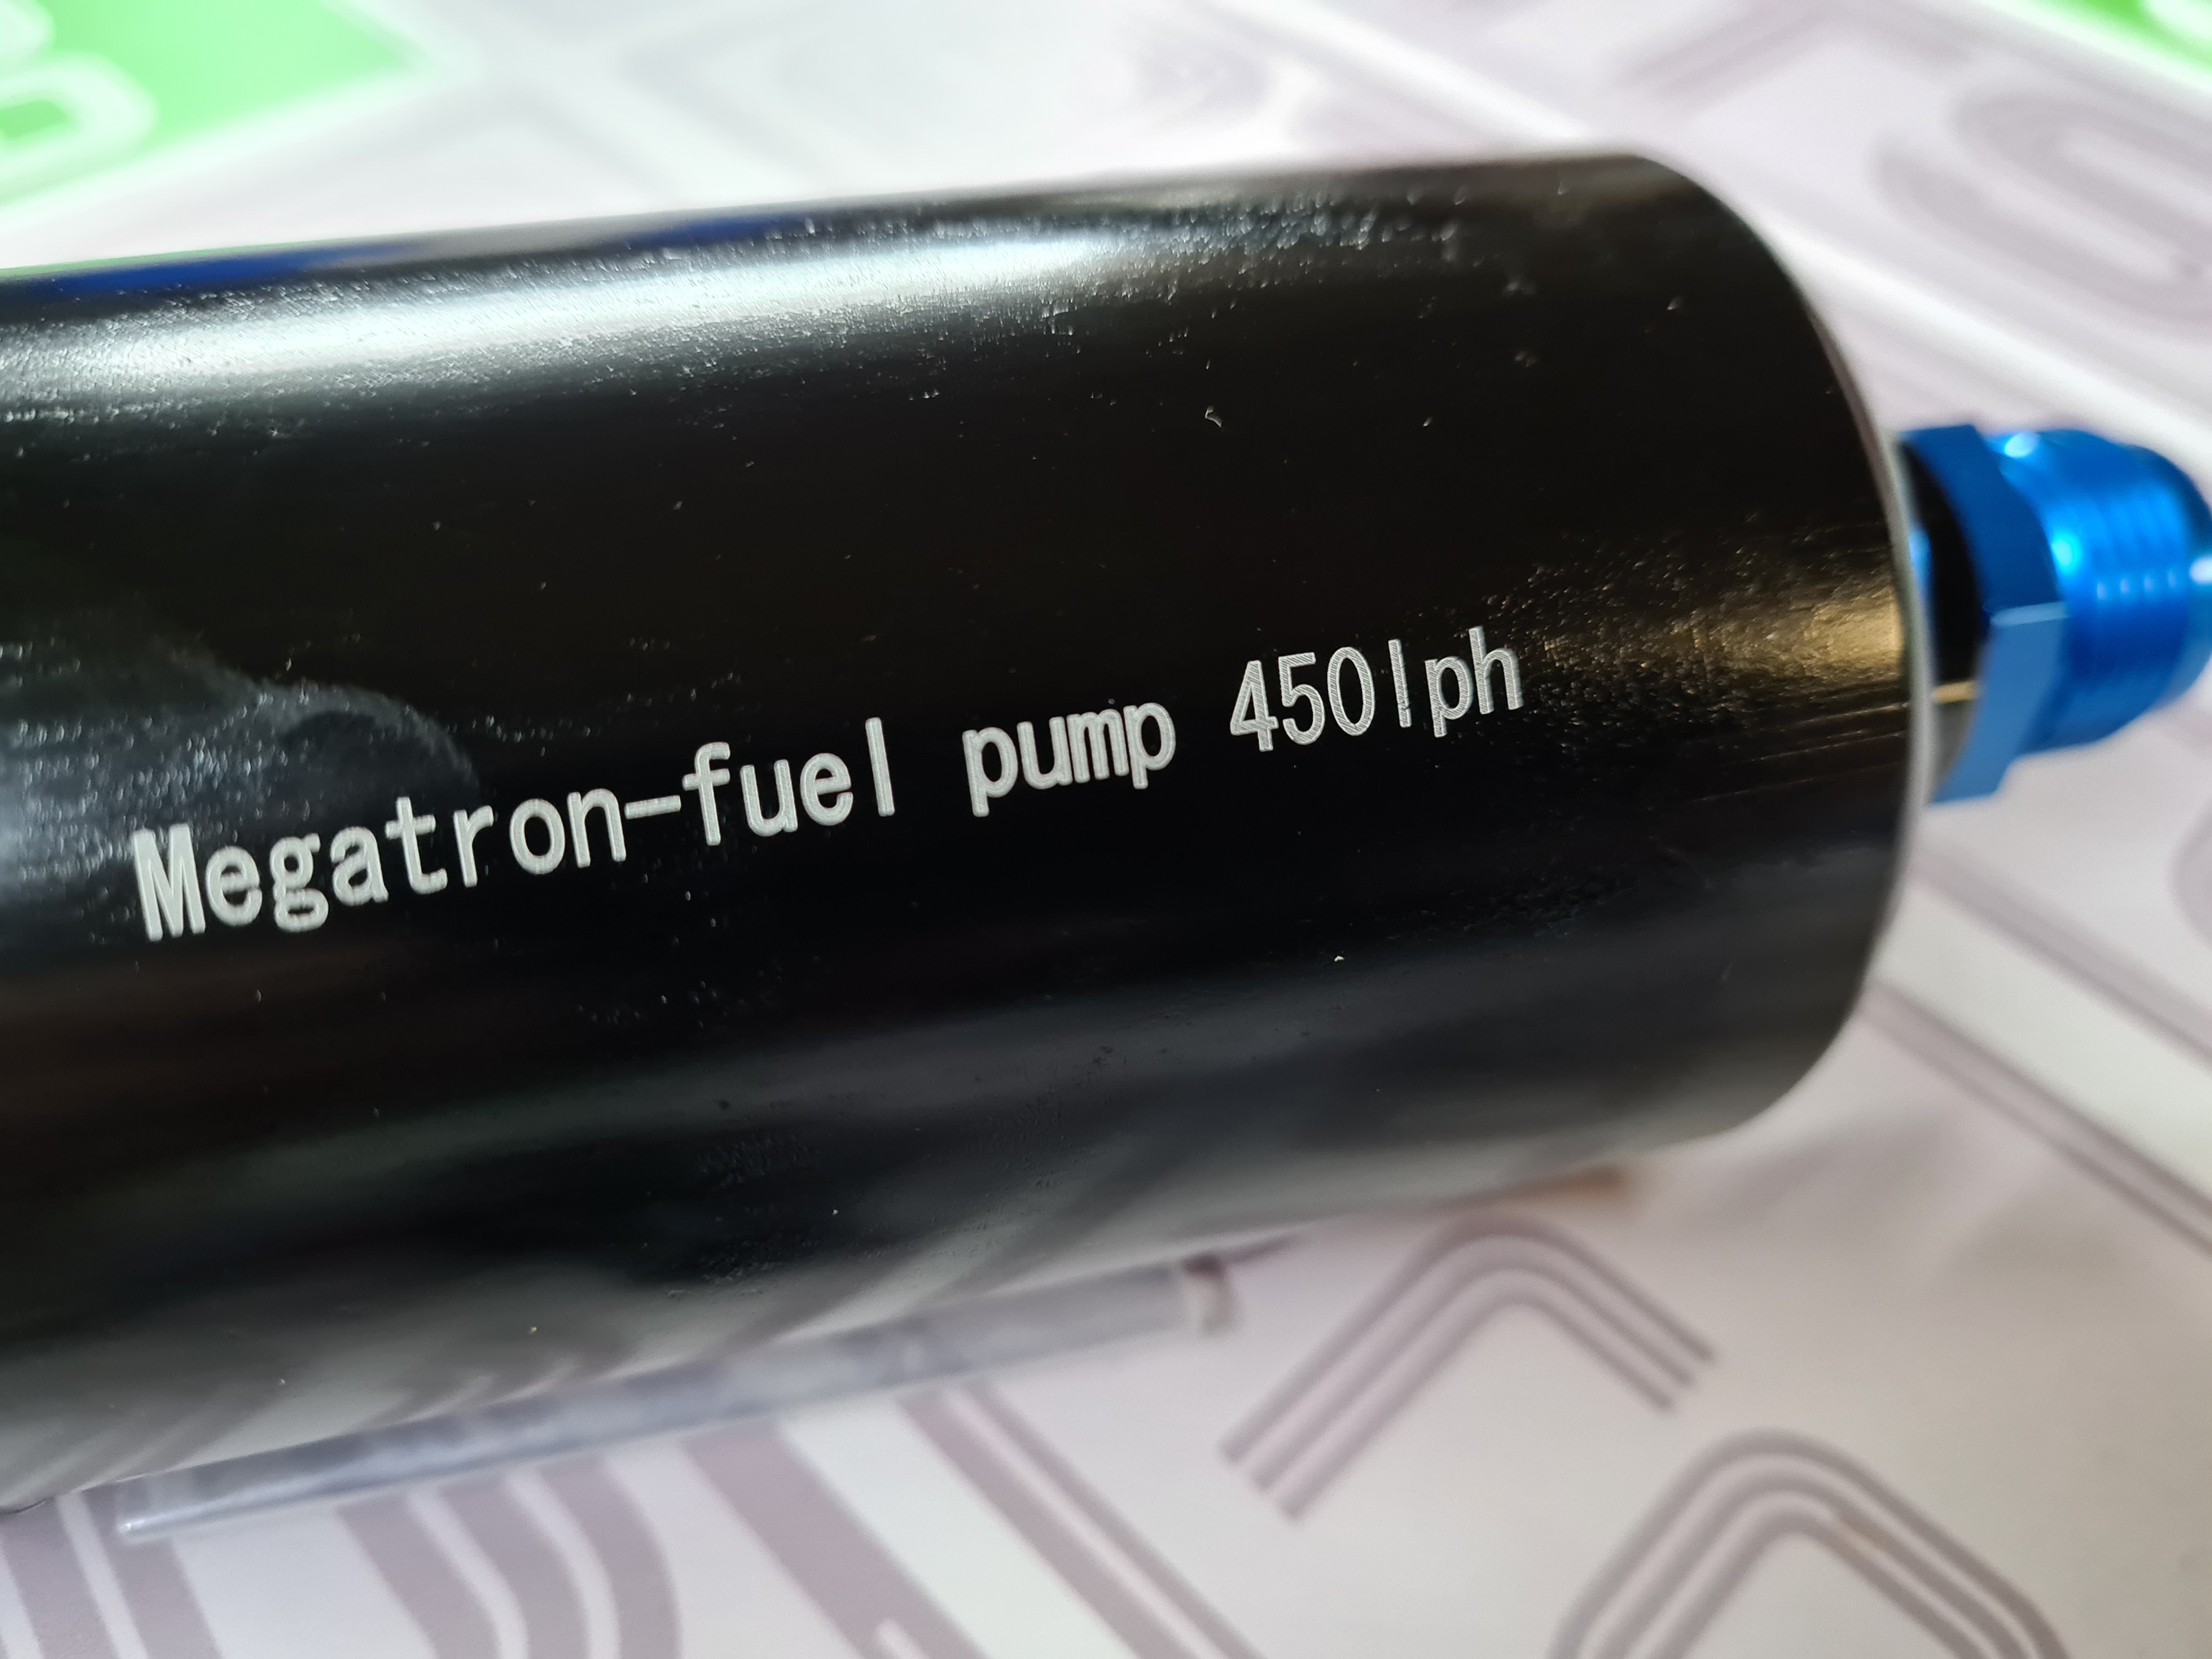 Megatron-fuel pump 450lph